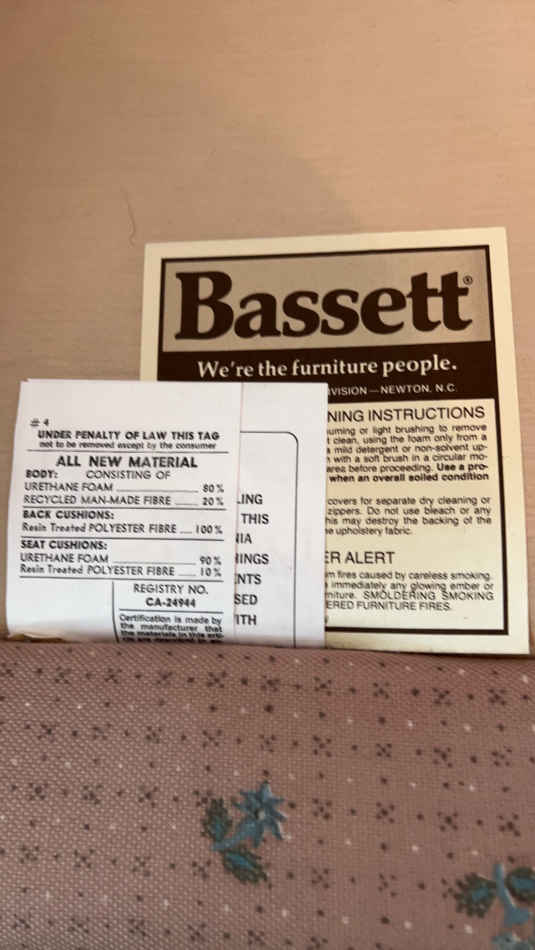 Bassett®
We're the furniture people.
VISION — NEWTON, N.C.
# 4
UNDER PENALTY OF LAW THIS TAG
not to be removed except by the consumer
ALL NEW MATERIAL
BODY: CONSISTING OF
URETHANE FOAM 80%
RECYCLED MAN-MADE FIBRE 20%
BACK CUSHIONS:
Resin Treated POLYESTER FIBRE 100%
SEAT CUSHIONS:
URETHANE FOAM 90%
Resin Treated POLYESTER FIBRE 10%
REGISTRY NO.
CA-24944
Certification is made by
the manufacturer that
the materials in this arti-
LING
THIS
IA
INGS
NTS
SED
ITH
NING INSTRUCTIONS
uming or light brushing to remove
t clean, using the foam only from a
a mild detergent or non-solvent up-
with a soft brush in a circular mo-
area before proceeding. Use a pro-
when an overall soiled condition
covers for separate dry cleaning or
zippers. Do not use bleach or any
his may destroy the backing of the
e upholstery fabric.
ER ALERT
m fires caused by careless smoking.
immediately any glowing ember or
rniture. SMOLDERING SMOKING
ERED FURNITURE FIRES.